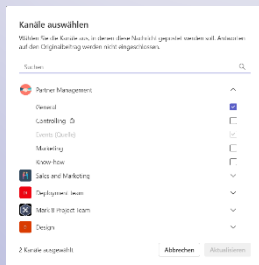 Kanäle auswählen
Wählen Sie die Kanäle aus, in denen diese Nachricht gepostet werden soll. Antworten
auf den Originalbeitrag werden nicht eingeschlossen.
Suchen
Partner Management
General
Controlling
Events (Quelle)
Marketing
Know-how
Sales and Marketing
Deployment Team
Mark 8 Project Team
Design
2 Kanäle ausgewählt
Abbrechen
Aktualisieren